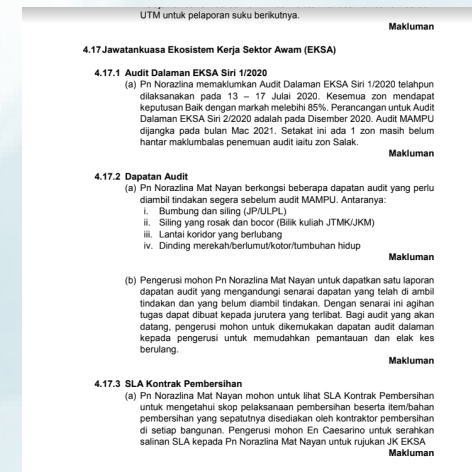 UTM untuk pelaporan suku berikutnya.
Makluman
4.17 Jawatankuasa Ekosistem Kerja Sektor Awam (EKSA)
4.17.1 Audit Dalaman EKSA Siri 1/2020
(a) Pn Norazlina memaklumkan Audit Dalaman EKSA Siri 1/2020 telahpun
dilaksanakan pada 13 – 17 Julai 2020. Kesemua zon mendapat
keputusan Baik dengan markah melebihi 85%. Perancangan untuk Audit
Dalaman EKSA Siri 2/2020 adalah pada Disember 2020. Audit MAMPU
dijangka pada bulan Mac 2021. Setakat ini ada 1 zon masih belum
hantar maklumbalas penemuan audit iaitu zon Salak.
Makluman
4.17.2 Dapatan Audit
(a) Pn Norazlina Mat Nayan berkongsi beberapa dapatan audit yang perlu
diambil tindakan segera sebelum audit MAMPU. Antaranya:
i. Bumbung dan siling (JP/ULPL)
ii. Siling yang rosak dan bocor (Bilik kuliah JTMK/JKM)
iii. Lantai koridor yang berlubang
iv. Dinding merekah/berlumut/kotor/tumbuhan hidup
Makluman
(b) Pengerusi mohon Pn Norazlina Mat Nayan untuk dapatkan satu laporan
dapatan audit yang mengandungi senarai dapatan yang telah di ambil
tindakan dan yang belum diambil tindakan. Dengan senarai ini agihan
tugas dapat dibuat kepada jurutera yang terlibat. Bagi audit yang akan
datang, pengerusi mohon untuk dikemukakan dapatan audit dalaman
kepada pengerusi untuk memudahkan pemantauan dan elak kes
berulang.
Makluman
4.17.3 SLA Kontrak Pembersihan
(a) Pn Norazlina Mat Nayan mohon untuk lihat SLA Kontrak Pembersihan
untuk mengetahui skop pelaksanaan pembersihan beserta item/bahan
pembersihan yang sepatutnya disediakan oleh kontraktor pembersihan
di setiap bangunan. Pengerusi mohon En Caesarino untuk serahkan
salinan SLA kepada Pn Norazlina Mat Nayan untuk rujukan JK EKSA
Makluman